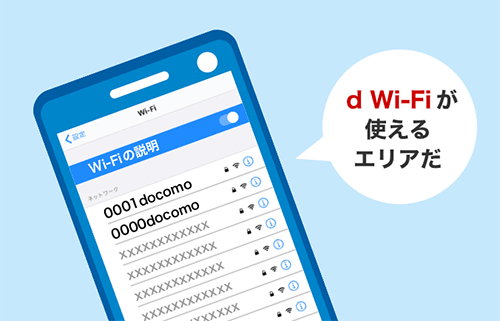 Wi-Fi
設定
Wi-Fiの説明
ネットワーク
0001docomo
0000docomo
XXXXXXXXXXXX
XXXXXXXXXXXX
XXXXXXXXXXXX
XXXXXXXXXXXX
XXXXXXXXXXXX
d Wi-Fiが
使える
エリアだ